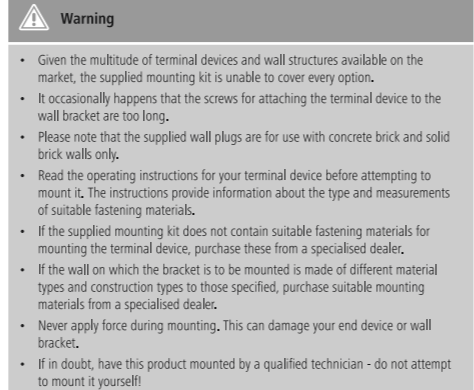 Warning
• Given the multitude of terminal devices and wall structures available on the
market, the supplied mounting kit is unable to cover every option.
• It occasionally happens that the screws for attaching the terminal device to the
wall bracket are too long.
• Please note that the supplied wall plugs are for use with concrete brick and solid
brick walls only.
• Read the operating instructions for your terminal device before attempting to
mount it. The instructions provide information about the type and measurements
of suitable fastening materials.
• If the supplied mounting kit does not contain suitable fastening materials for
mounting the terminal device, purchase these from a specialised dealer.
• If the wall on which the bracket is to be mounted is made of different material
types and construction types to those specified, purchase suitable mounting
materials from a specialised dealer.
• Never apply force during mounting. This can damage your end device or wall
bracket.
• If in doubt, have this product mounted by a qualified technician - do not attempt
to mount it yourself!